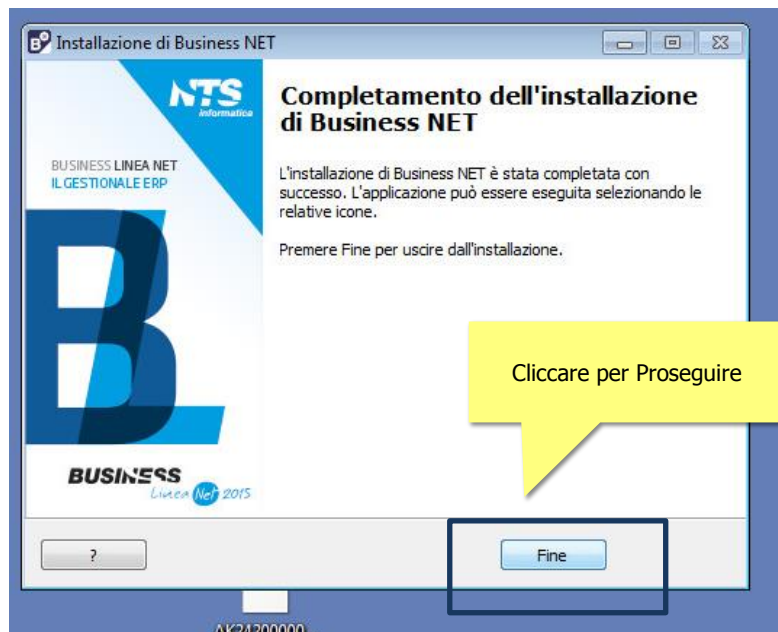 Installazione di Business NET
NTS
informatica
BUSINESS LINEA NET
IL GESTIONALE ERP
Completamento dell'installazione
di Business NET
L'installazione di Business NET è stata completata con
successo. L'applicazione può essere eseguita selezionando le
relative icone.
Premere Fine per uscire dall'installazione.
Cliccare per Proseguire
BL
BUSINESS
Linea Net 2015
?
Fine